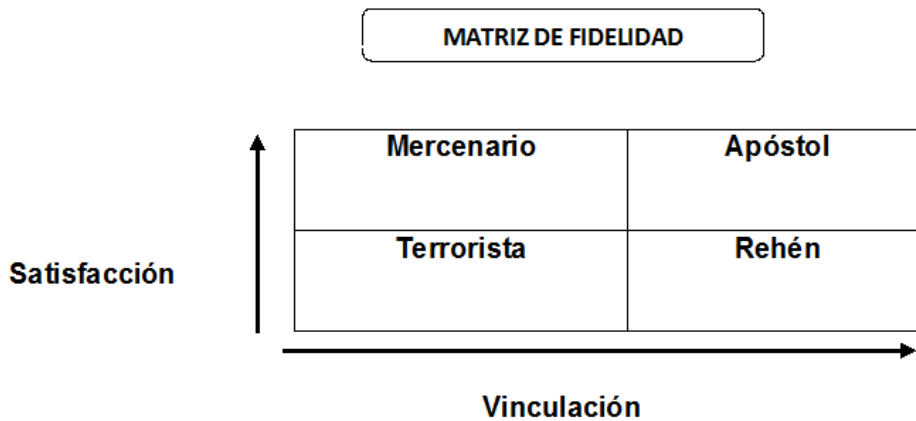 MATRIZ DE FIDELIDAD
Mercenario
Apóstol
Satisfacción
Terrorista
Rehén
Vinculación